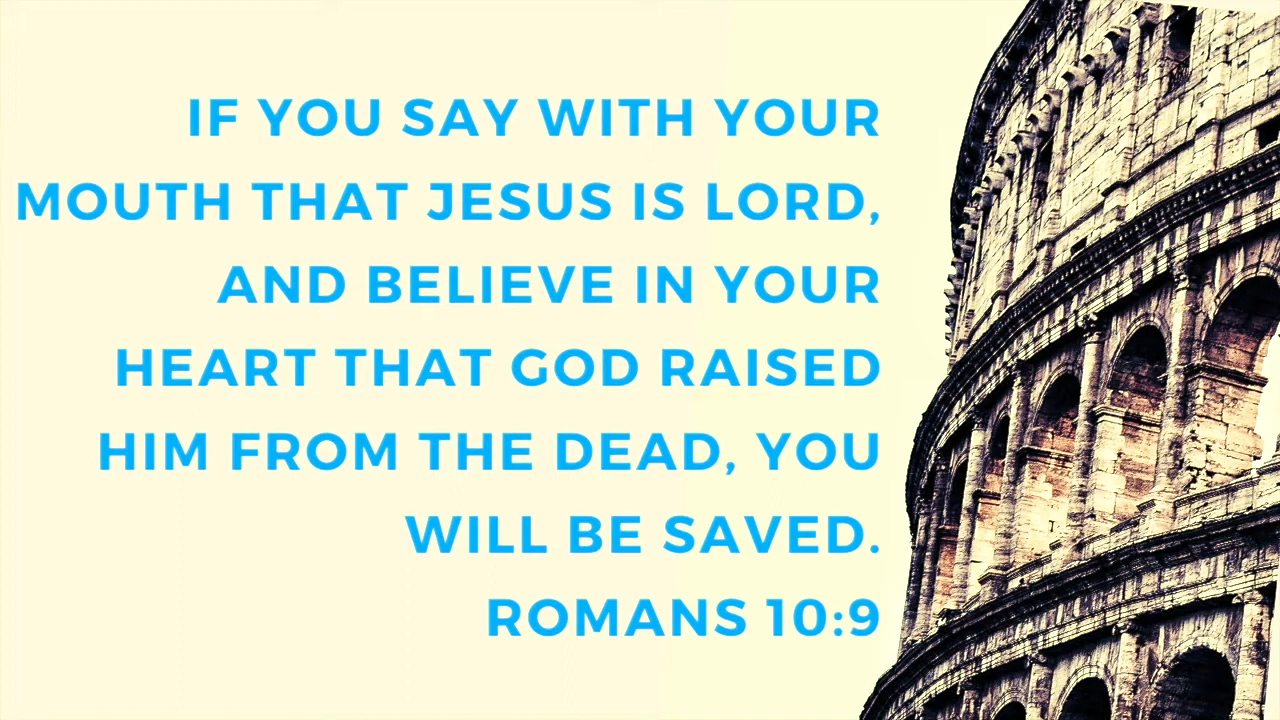 IF YOU SAY WITH YOUR
MOUTH THAT JESUS IS LORD,
AND BELIEVE IN YOUR
HEART THAT GOD RAISED
HIM FROM THE DEAD, YOU
WILL BE SAVED.
ROMANS 10:9